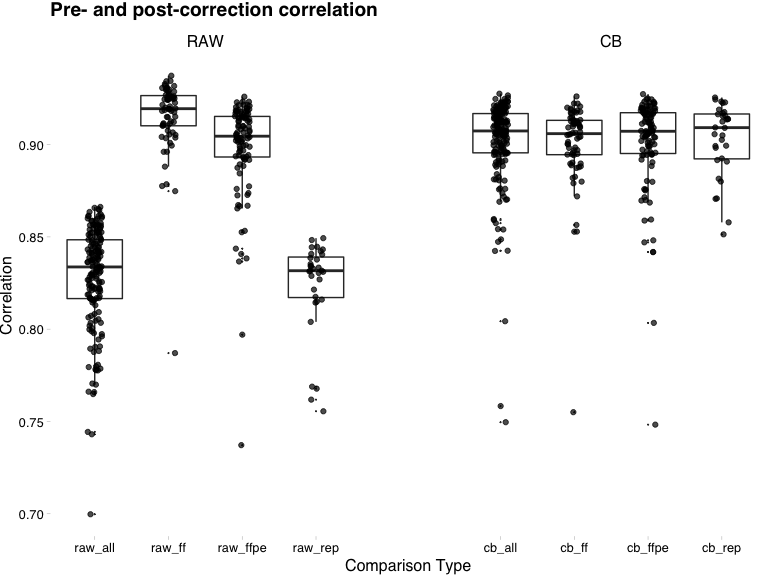 Pre- and post-correction correlation
RAW
CB
Correlation
0.90
0.85
0.80
0.75
0.70
raw_all
raw_ff
raw_ffpe
raw_rep
cb_all
cb_ff
cb_ffpe
cb_rep
Comparison Type